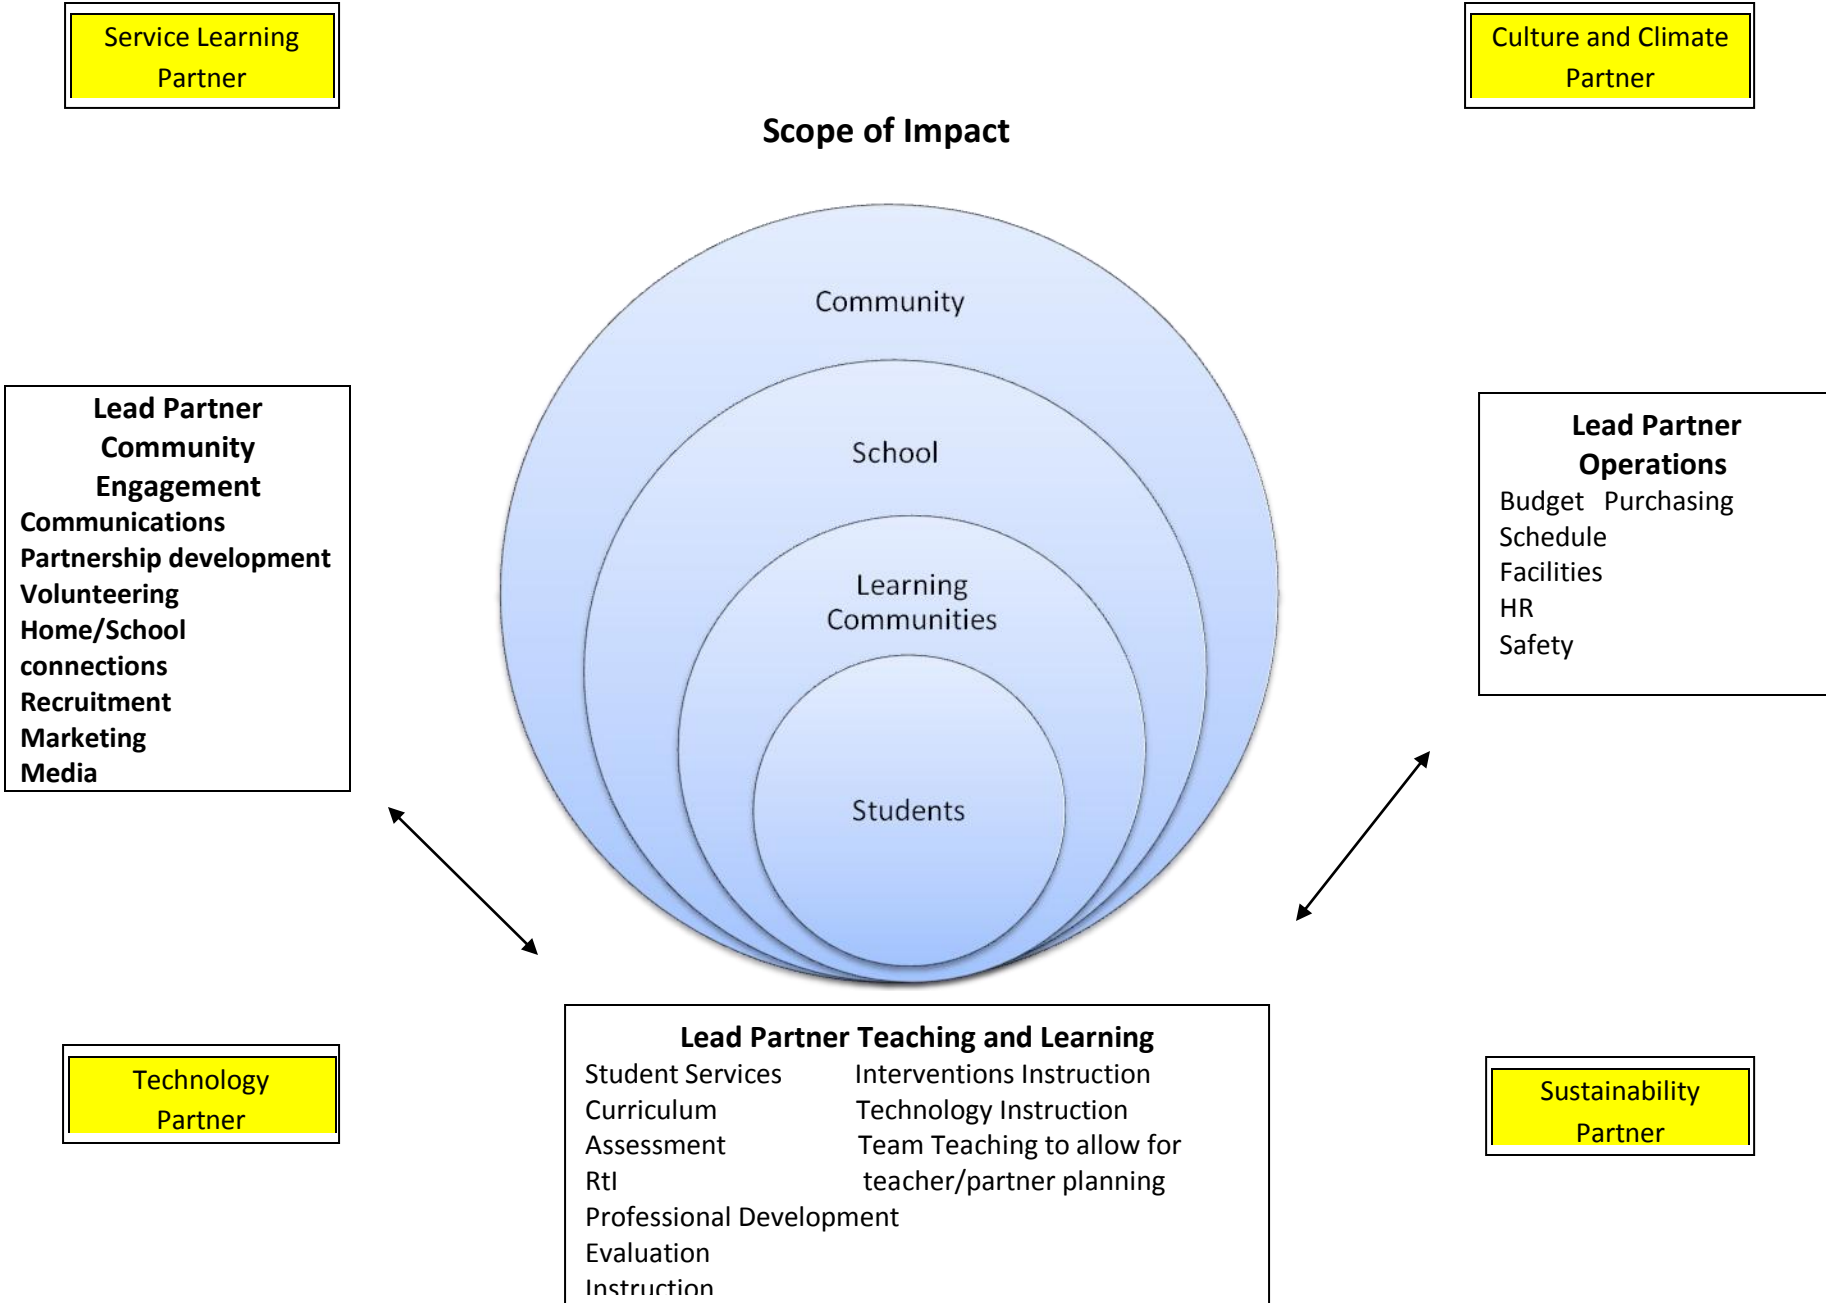 Service Learning
Partner
Culture and Climate
Partner
Scope of Impact
Community
School
Learning
Communities
Students
Lead Partner
Community
Engagement
Communications
Partnership development
Volunteering
Home/School
connections
Recruitment
Marketing
Media
Lead Partner
Operations
Budget Purchasing
Schedule
Facilities
HR
Safety
Lead Partner Teaching and Learning
Student Services Interventions Instruction
Curriculum Technology Instruction
Assessment Team Teaching to allow for
RtI teacher/partner planning
Professional Development
Evaluation
Instruction
Technology
Partner
Sustainability
Partner